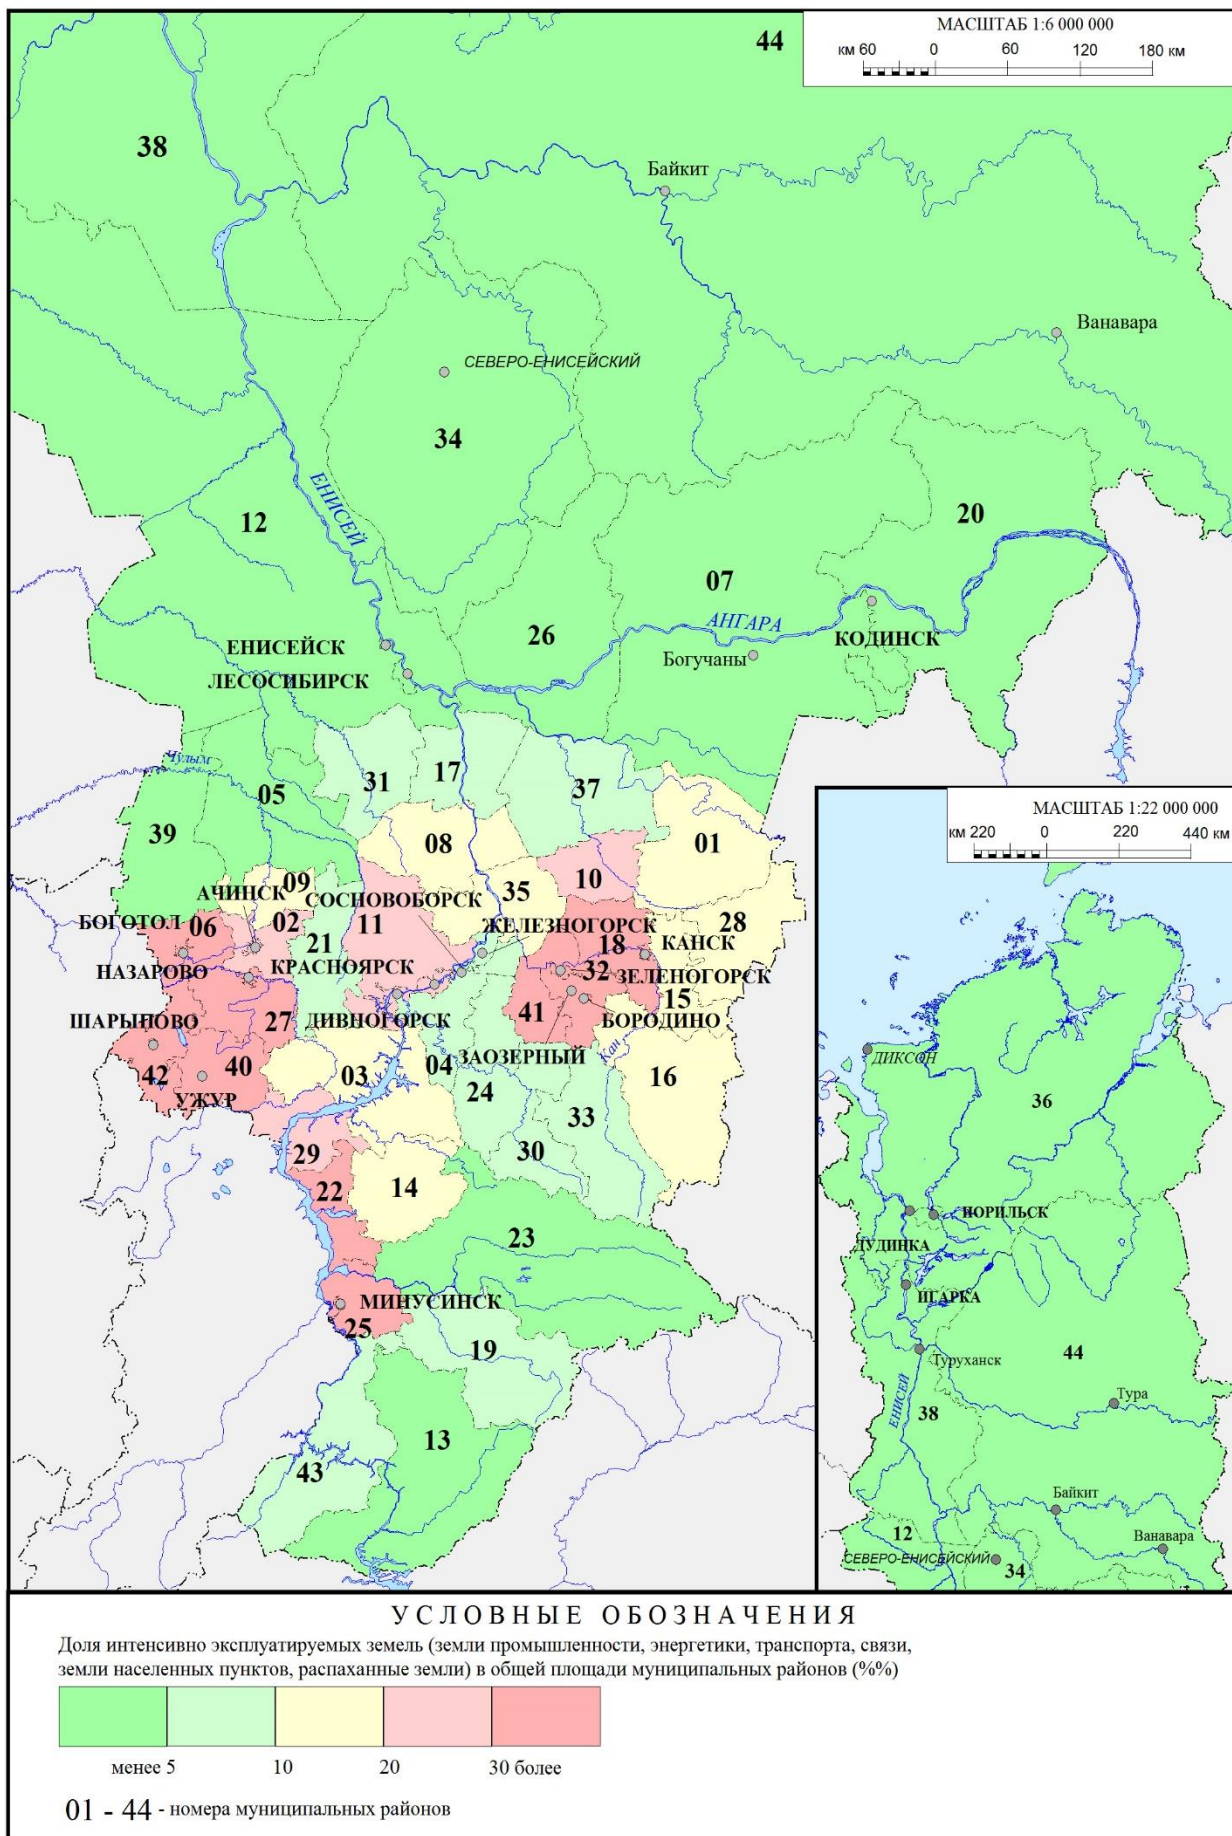 МАСШТАБ 1:6 000 000
км 60 0 60 120 180 км
44
38
Байкит
Ванавара
СЕВЕРО-ЕНИСЕЙСКИЙ
34
ЕНИСЕЙ
12
20
07
26
АНГАРА
КОДИНСК
Богучаны
ЕНИСЕЙСК
ЛЕСОСИБИРСК
Чулым
31
17
37
05
39
08
01
09
АЧИНСК
СОСНОВОБОРСК
35
10
БОГОТОЛ
06
02
21
11
ЖЕЛЕЗНОГОРСК
28
18
КАНСК
НАЗАРОВО
КРАСНОЯРСК
32
ЗЕЛЕНОГОРСК
15
41
БОРОДИНО
ШАРЫПОВО
27
ДИВНОГОРСК
ЗАОЗЕРНЫЙ
Кан
42
40
УЖУР
03
04
24
16
33
29
30
22
14
23
МИНУСИНСК
25
19
13
43
МАСШТАБ 1:22 000 000
км 220 0 220 440 км
ДИКСОН
36
НОРИЛЬСК
ДУДИНКА
ИГАРКА
Туруханск
44
Тура
ЕНИСЕЙ
38
Байкит
12
Ванавара
СЕВЕРО-ЕНИСЕЙСКИЙ
34
УСЛОВНЫЕ ОБОЗНАЧЕНИЯ
Доля интенсивно эксплуатируемых земель (земли промышленности, энергетики, транспорта, связи,
земли населенных пунктов, распаханные земли) в общей площади муниципальных районов (%%)
менее 5 10 20 30 более
01 - 44 - номера муниципальных районов